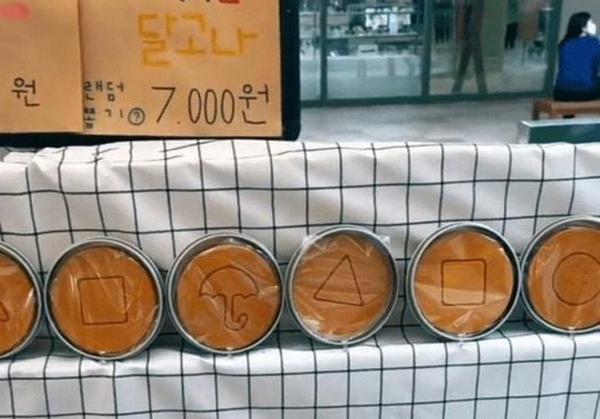 달고나
원
랜덤
뽑기? 7.000원